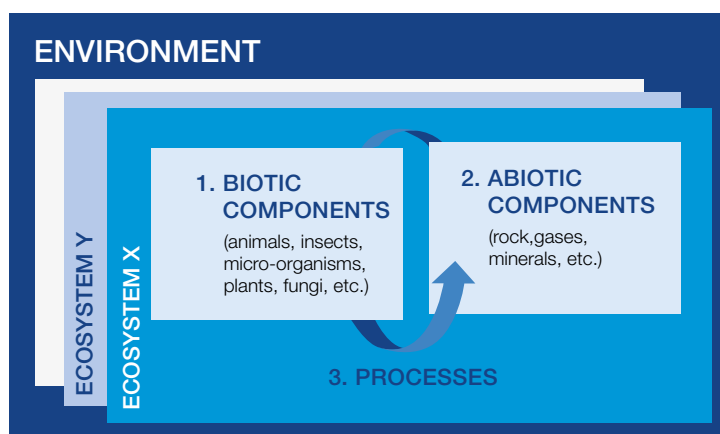 ENVIRONMENT
ECOSYSTEM Y
ECOSYSTEM X
1. BIOTIC
COMPONENTS
(animals, insects,
micro-organisms,
plants, fungi, etc.)
2. ABIOTIC
COMPONENTS
(rock,gases,
minerals, etc.)
3. PROCESSES